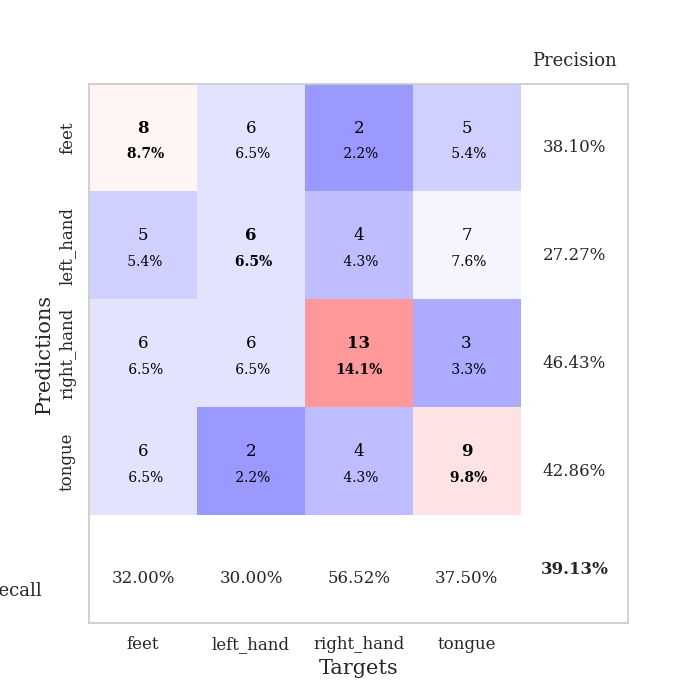 Precision
feet
8 6 2 5
8.7% 6.5% 2.2% 5.4%
38.10%
left_hand
5 6 4 7
5.4% 6.5% 4.3% 7.6%
27.27%
Predictions
right_hand
6 6 13 3
6.5% 6.5% 14.1% 3.3%
46.43%
tongue
6 2 4 9
6.5% 2.2% 4.3% 9.8%
42.86%
ecall
32.00% 30.00% 56.52% 37.50% 39.13%
feet left_hand right_hand tongue
Targets